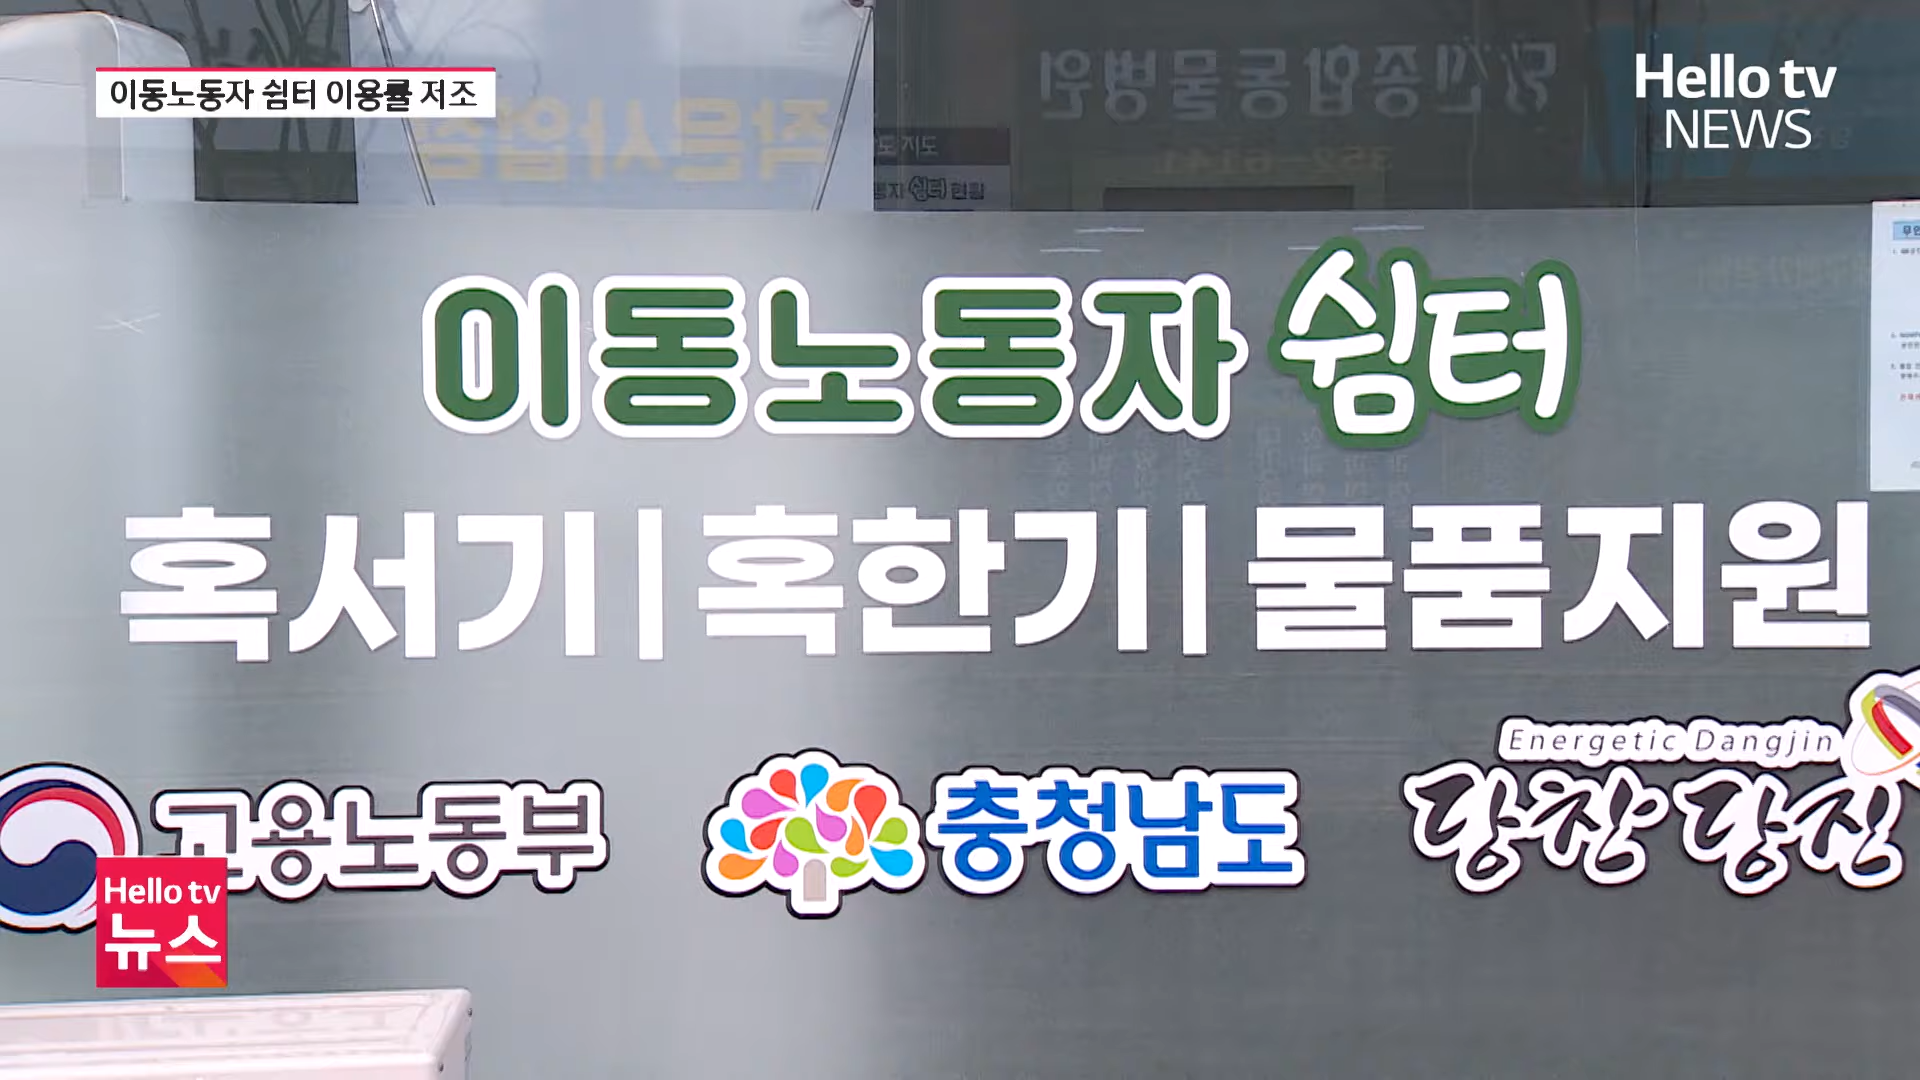 이동노동자 쉼터 이용률 저조
Hello tv
NEWS
이동노동자 쉼터
혹서기|혹한기|물품지원
고용노동부
충청남도
Energetic Dangjin
당찬 당진
Hello tv
뉴스